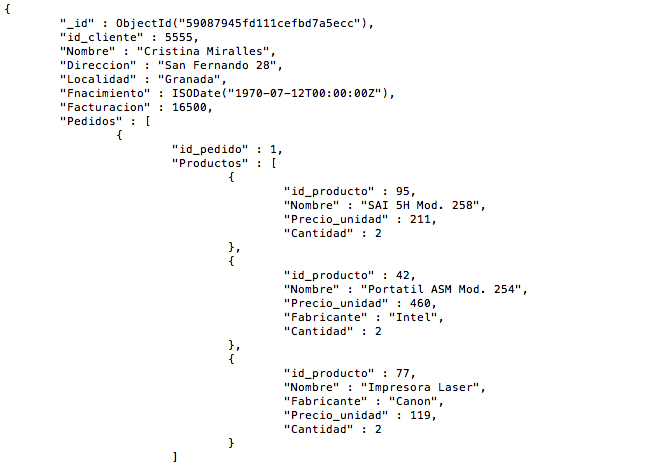 {
"_id" : ObjectId("59087945fd111cefbd7a5ecc"),
"id_cliente" : 5555,
"Nombre" : "Cristina Miralles",
"Direccion" : "San Fernando 28",
"Localidad" : "Granada",
"Fnacimiento" : ISODate("1970-07-12T00:00:00Z"),
"Facturacion" : 16500,
"Pedidos" : [
{
"id_pedido" : 1,
"Productos" : [
{
"id_producto" : 95,
"Nombre" : "SAI 5H Mod. 258",
"Precio_unidad" : 211,
"Cantidad" : 2
},
{
"id_producto" : 42,
"Nombre" : "Portatil ASM Mod. 254",
"Precio_unidad" : 460,
"Fabricante" : "Intel",
"Cantidad" : 2
},
{
"id_producto" : 77,
"Nombre" : "Impresora Laser",
"Fabricante" : "Canon",
"Precio_unidad" : 119,
"Cantidad" : 2
}
]